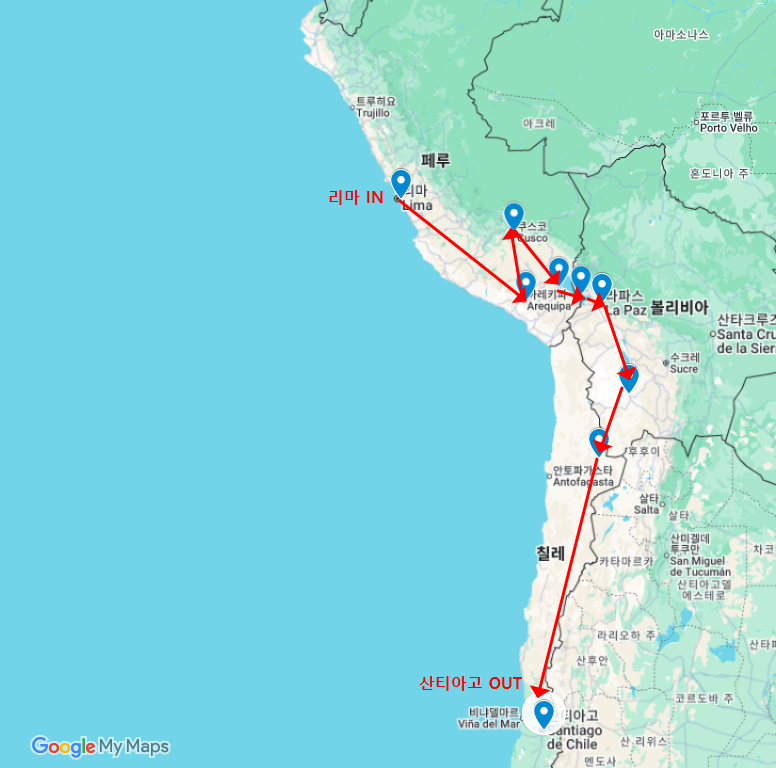 아마소나스
트루히요
Trujillo
포르투 벨류
Porto Velho
아크레
페루
혼도니아 주
리마 IN
리마
Lima
쿠스코
Cusco
아레키파
Arequipa
라파스
La Paz
볼리비아
산타크루즈
Santa Cru
de la Sier
수크레
Sucre
후후이
안토파가스타
Antofagasta
살타
Salta
살타
칠레
산미겔데
투쿠만
San Miguel
de Tucumán
차코
카타마르카
산티아고델
에스테로
라리오하 주
산타페
산후안
산티아고 OUT
코르도바 주
비냐델마르
Viña del Mar
티아고
Santiago
de Chile
산.리위스
멘도사
Google My Maps